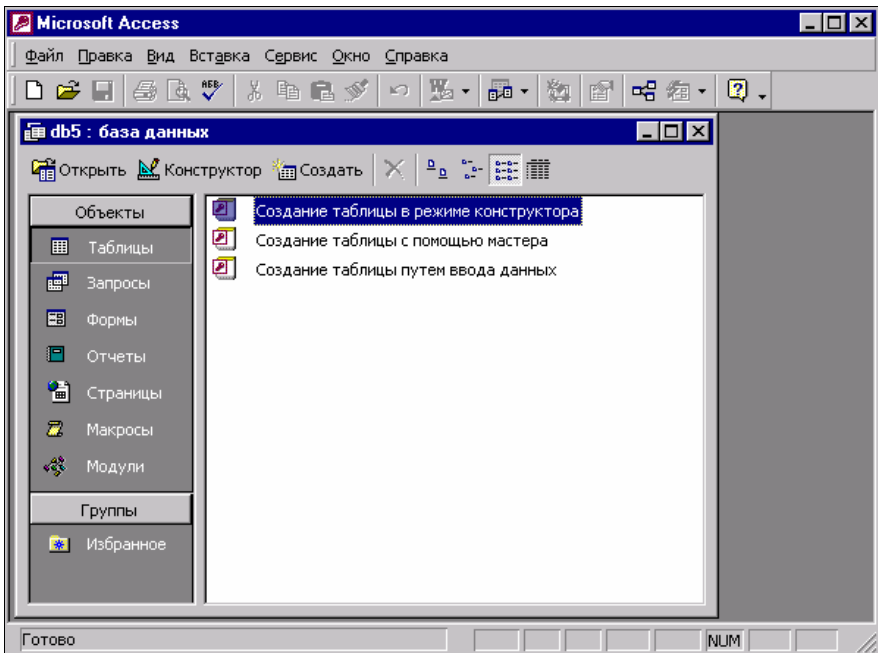 Microsoft Access
Файл Правка Вид Вставка Сервис Окно Справка
db5 : база данных
Открыть Конструктор Создать
Объекты
Таблицы
Запросы
Формы
Отчеты
Страницы
Макросы
Модули
Группы
Избранное
Создание таблицы в режиме конструктора
Создание таблицы с помощью мастера
Создание таблицы путем ввода данных
Готово
NUM